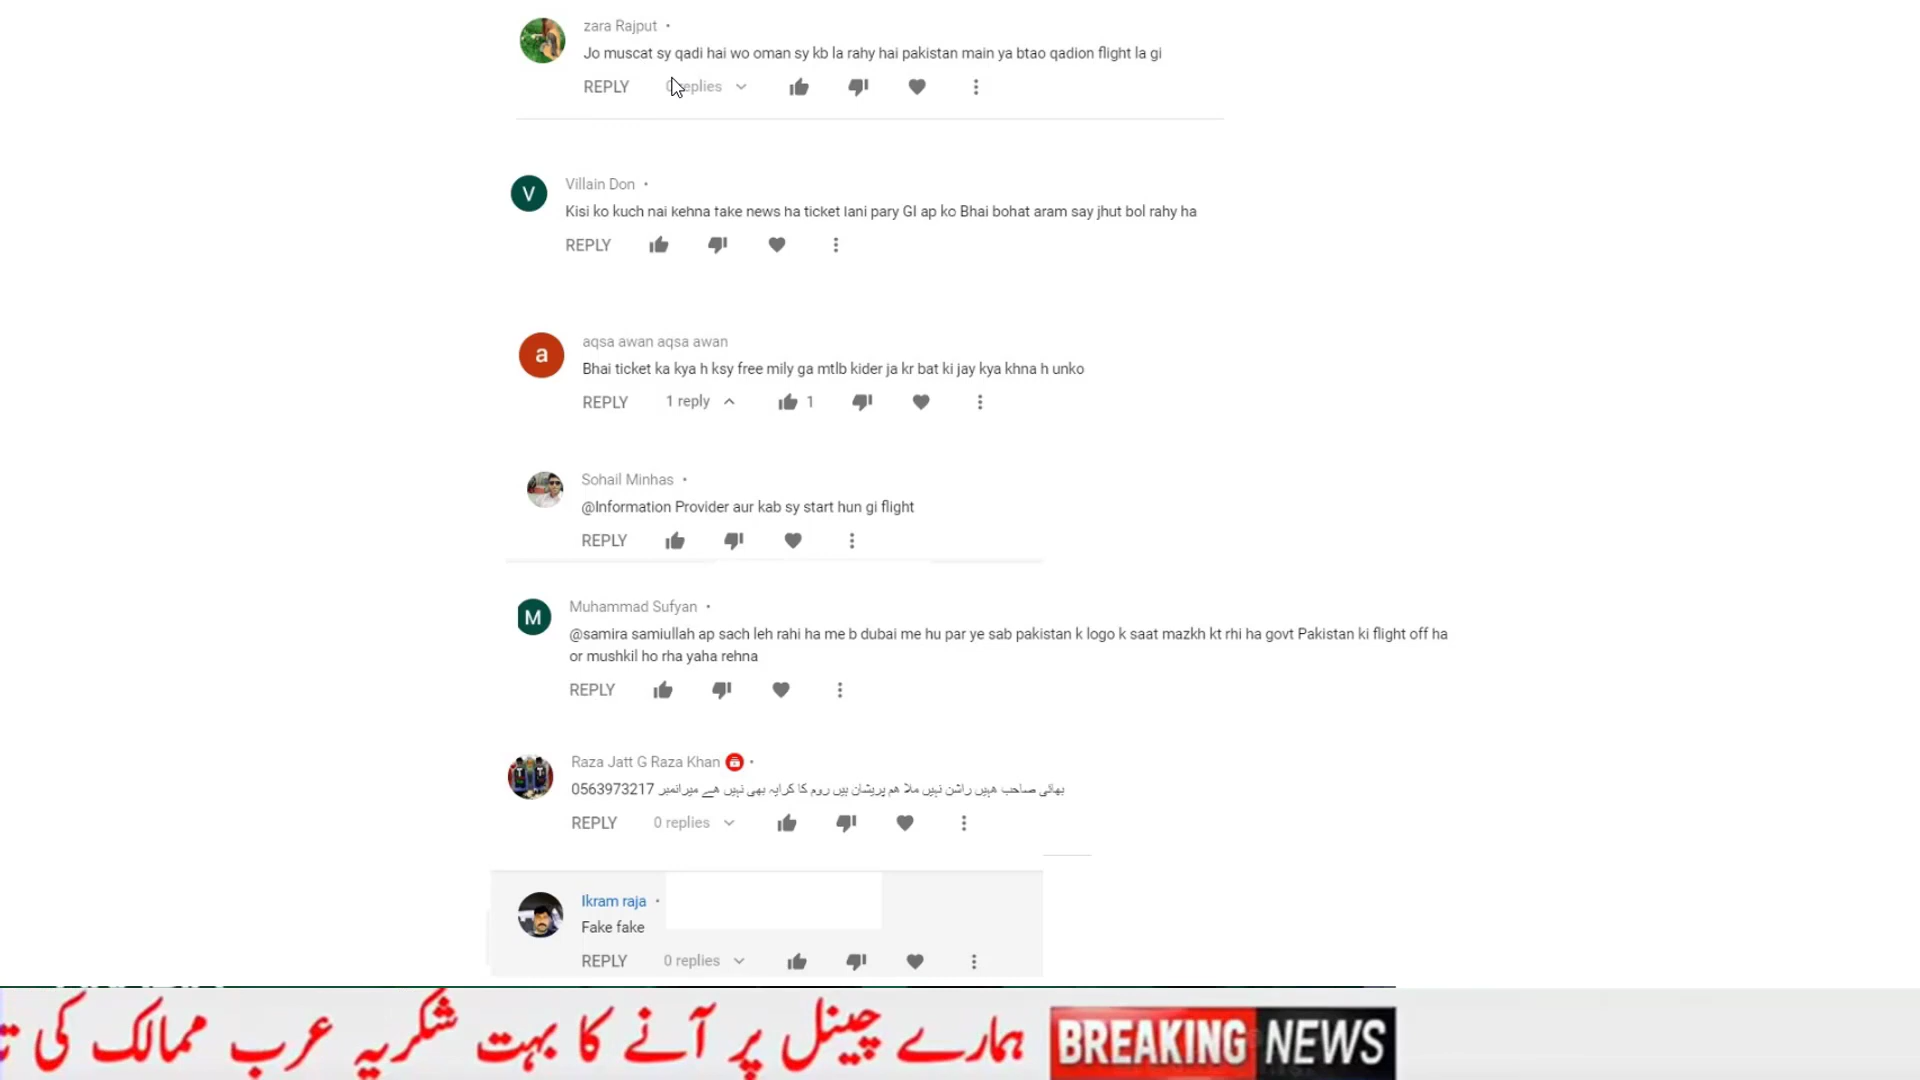 zara Rajput •
Jo muscat sy qadi hai wo oman sy kb la rahy hai pakistan main ya btao qadion flight la gi
REPLY replies
V
Villain Don •
Kisi ko kuch nai kehna fake news ha ticket lani pary GI ap ko Bhai bohat aram say jhut bol rahy ha
REPLY
a
aqsa awan aqsa awan
Bhai ticket ka kya h ksy free mily ga mtlb kider ja kr bat ki jay kya khna h unko
REPLY 1 reply 1
Sohail Minhas •
@Information Provider aur kab sy start hun gi flight
REPLY
M
Muhammad Sufyan •
@samira samiullah ap sach leh rahi ha me b dubai me hu par ye sab pakistan k logo k saat mazkh kt rhi ha govt Pakistan ki flight off ha
or mushkil ho rha yaha rehna
REPLY
Raza Jatt G Raza Khan •
بھائی صاحب ھیں راشن نہیں ملا ھم پریشان ہیں روم کا کرایہ بھی نہیں ھے میرانمبر 0563973217
REPLY 0 replies
Ikram raja •
Fake fake
REPLY 0 replies
ہمارے چینل پر آنے کا بہت شکریہ عرب ممالک کی
BREAKING NEWS